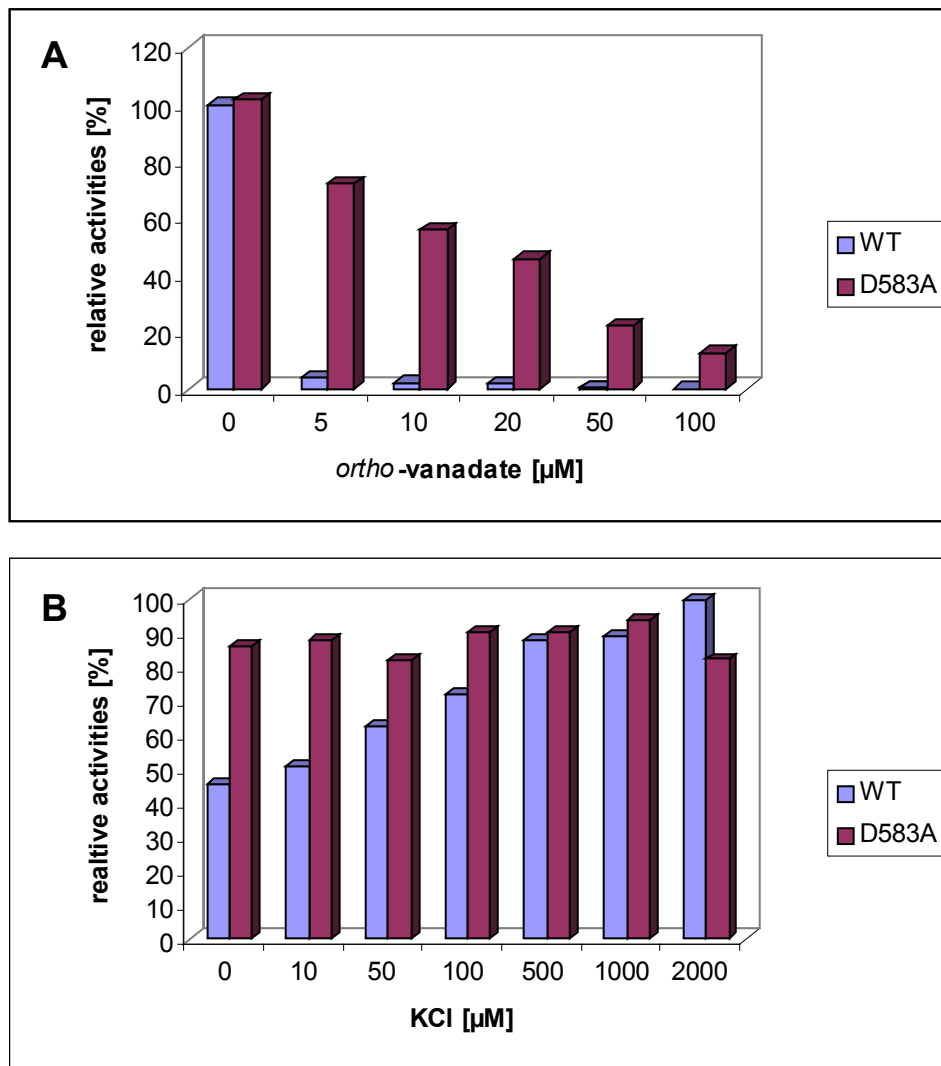 A
relative activities [%]
120
100
80
60
40
20
0
0 5 10 20 50 100
ortho-vanadate [µM]
WT
D583A
B
realtive activities [%]
100
90
80
70
60
50
40
30
20
10
0
0 10 50 100 500 1000 2000
KCl [µM]
WT
D583A